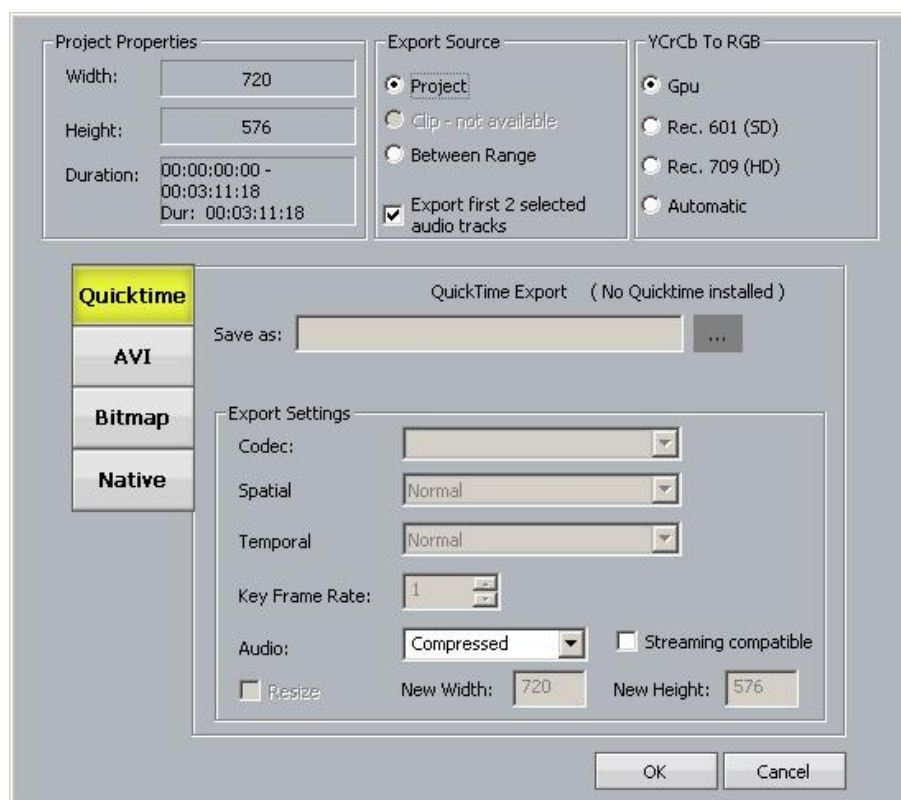 Project Properties
Width:
720
Height:
576
Duration:
00:00:00:00 -
00:03:11:18
Dur: 00:03:11:18
Export Source
Project
Clip - not available
Between Range
Export first 2 selected
audio tracks
YCrCb To RGB
Gpu
Rec. 601 (SD)
Rec. 709 (HD)
Automatic
Quicktime
AVI
Bitmap
Native
QuickTime Export ( No Quicktime installed )
Save as:
...
Export Settings
Codec:
Spatial
Normal
Temporal
Normal
Key Frame Rate:
1
Audio:
Compressed
Streaming compatible
Resize
New Width:
720
New Height:
576
OK
Cancel